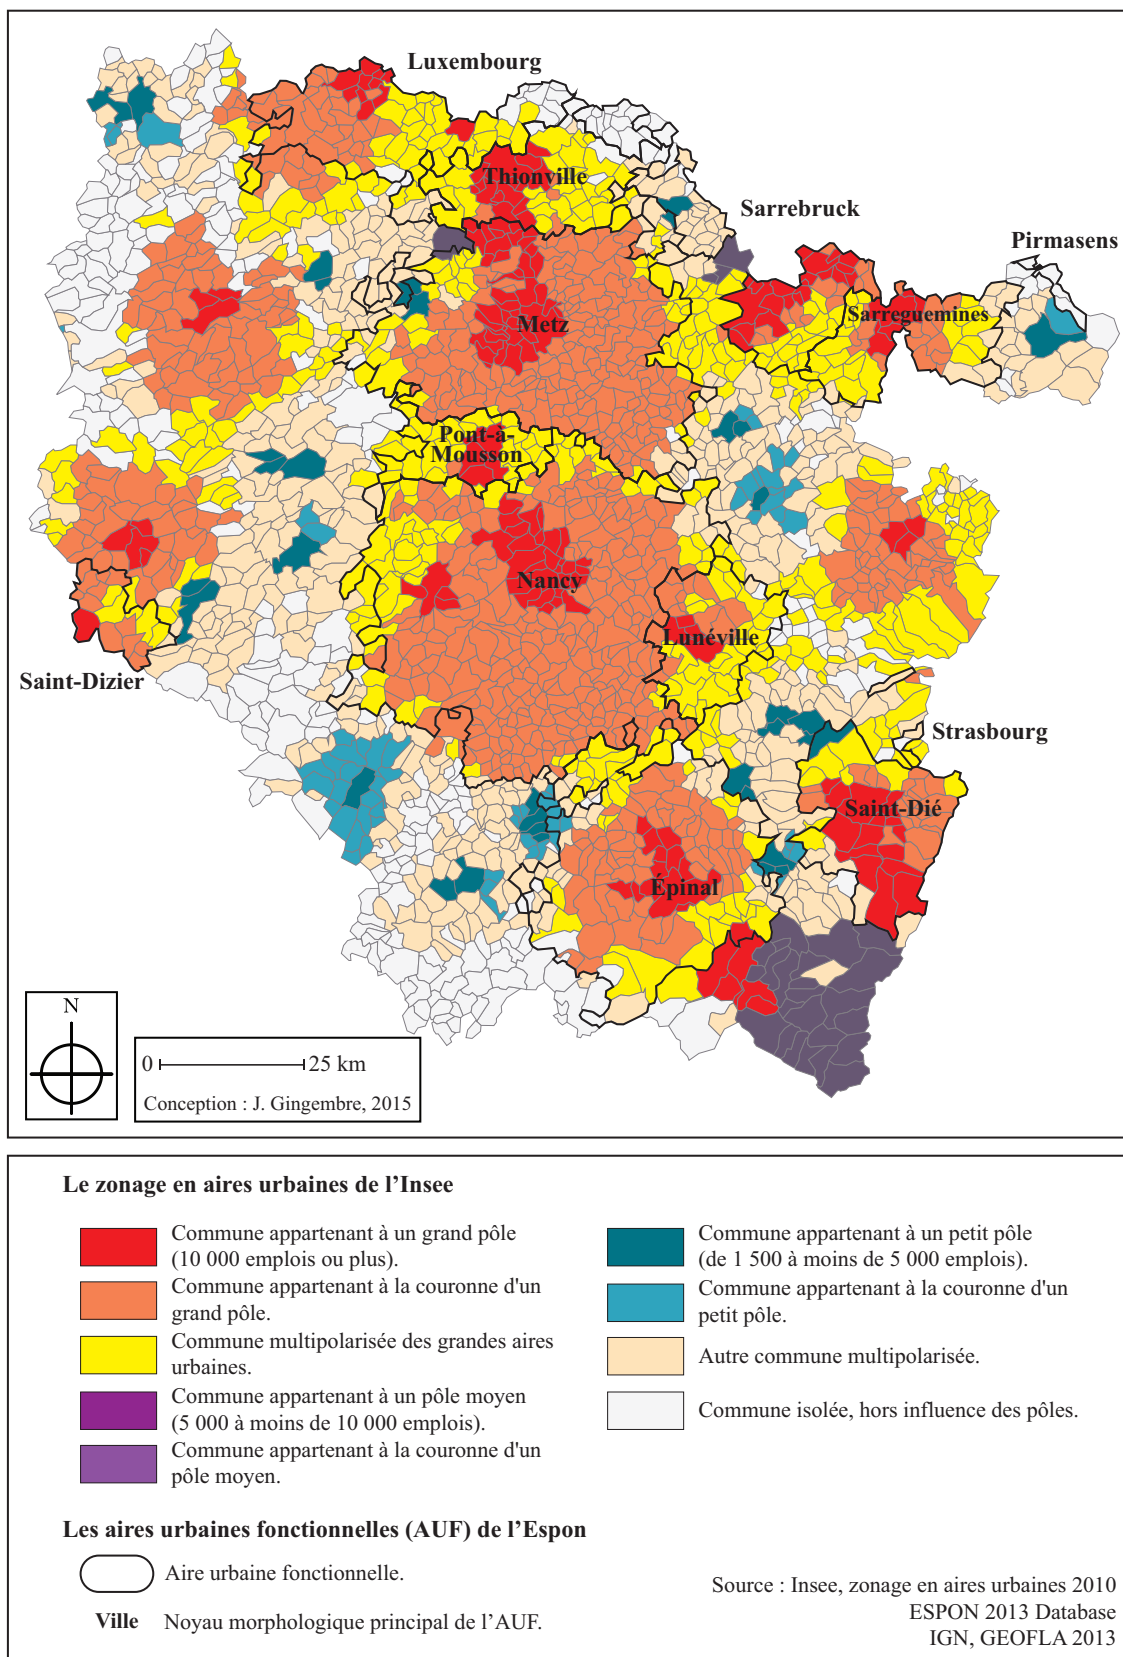 Luxembourg
Thionville
Sarrebruck
Pirmasens
Sarreguemines
Metz
Pont-à-
Mousson
Nancy
Lunéville
Saint-Dizier
Strasbourg
Saint-Dié
Épinal
N
0
25 km
Conception : J. Gingembre, 2015
Le zonage en aires urbaines de l’Insee
Commune appartenant à un grand pôle
(10 000 emplois ou plus).
Commune appartenant à la couronne d'un
grand pôle.
Commune multipolarisée des grandes aires
urbaines.
Commune appartenant à un pôle moyen
(5 000 à moins de 10 000 emplois).
Commune appartenant à la couronne d'un
pôle moyen.
Commune appartenant à un petit pôle
(de 1 500 à moins de 5 000 emplois).
Commune appartenant à la couronne d'un
petit pôle.
Autre commune multipolarisée.
Commune isolée, hors influence des pôles.
Les aires urbaines fonctionnelles (AUF) de l’Espon
Aire urbaine fonctionnelle.
Ville Noyau morphologique principal de l’AUF.
Source : Insee, zonage en aires urbaines 2010
ESPON 2013 Database
IGN, GEOFLA 2013